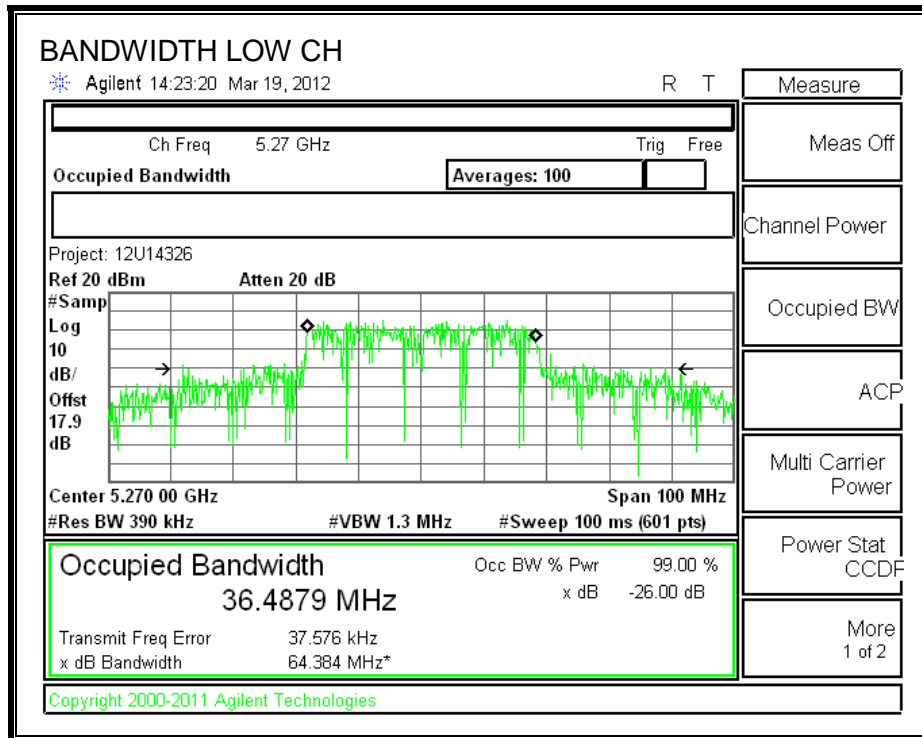 BANDWIDTH LOW CH
Agilent 14:23:20 Mar 19, 2012 R T
Measure
Ch Freq 5.27 GHz Trig Free
Meas Off
Occupied Bandwidth Averages: 100
Channel Power
Project: 12U14326
Ref 20 dBm Atten 20 dB
#Samp
Log
10
dB/
Offst
17.9
dB
Occupied BW
ACP
Center 5.270 00 GHz Span 100 MHz
#Res BW 390 kHz #VBW 1.3 MHz #Sweep 100 ms (601 pts)
Multi Carrier
Power
Occupied Bandwidth Occ BW % Pwr 99.00 %
36.4879 MHz x dB -26.00 dB
Transmit Freq Error 37.576 kHz
x dB Bandwidth 64.384 MHz*
Power Stat
CCDF
More
1 of 2
Copyright 2000-2011 Agilent Technologies